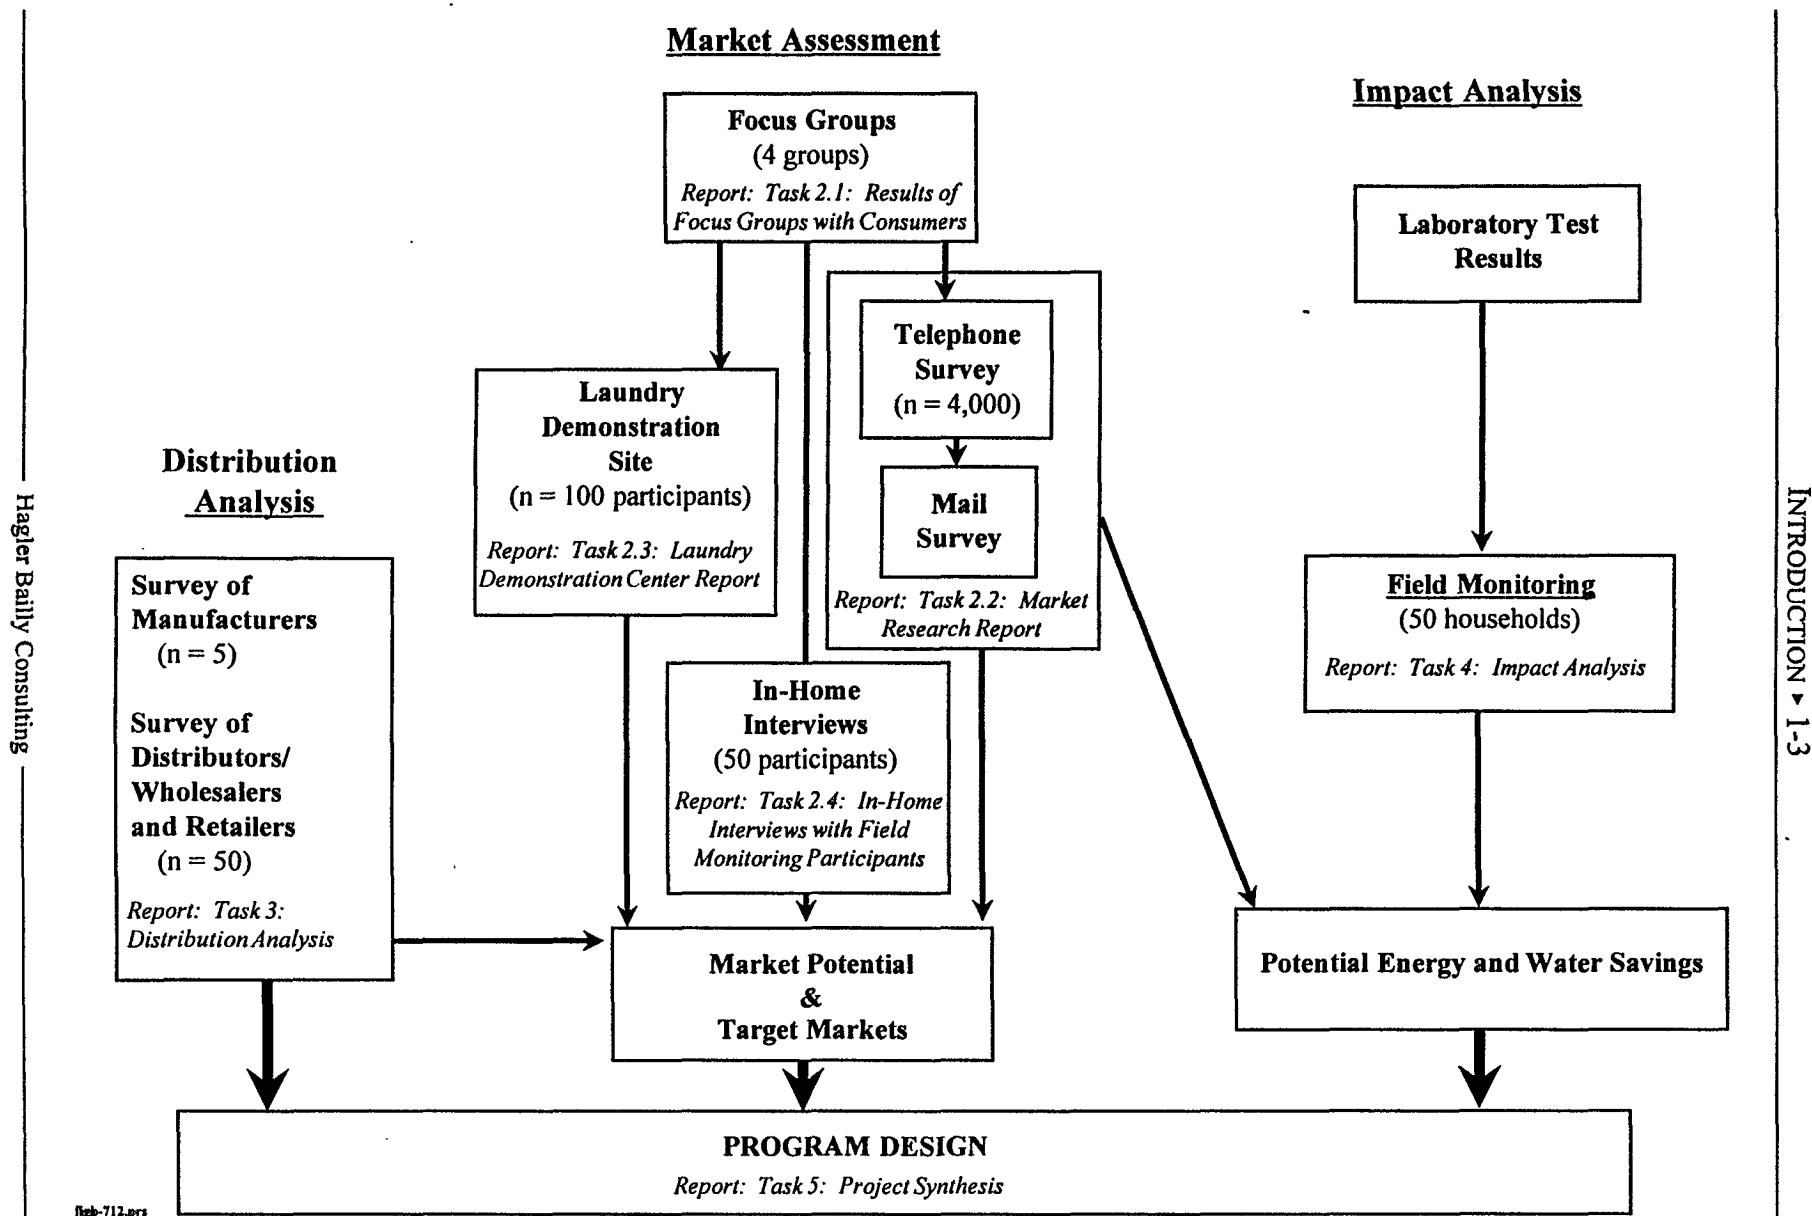 Market Assessment
Focus Groups
(4 groups)
Report: Task 2.1: Results of
Focus Groups with Consumers
Impact Analysis
Laboratory Test
Results
Telephone
Survey
(n = 4,000)
Mail
Survey
Report: Task 2.2: Market
Research Report
Laundry
Demonstration
Site
(n = 100 participants)
Report: Task 2.3: Laundry
Demonstration Center Report
Distribution
Analysis
Survey of
Manufacturers
(n = 5)
Survey of
Distributors/
Wholesalers
and Retailers
(n = 50)
Report: Task 3:
Distribution Analysis
In-Home
Interviews
(50 participants)
Report: Task 2.4: In-Home
Interviews with Field
Monitoring Participants
Field Monitoring
(50 households)
Report: Task 4: Impact Analysis
Market Potential
&
Target Markets
Potential Energy and Water Savings
PROGRAM DESIGN
Report: Task 5: Project Synthesis
Hagler Bailly Consulting
INTRODUCTION ► 1-3